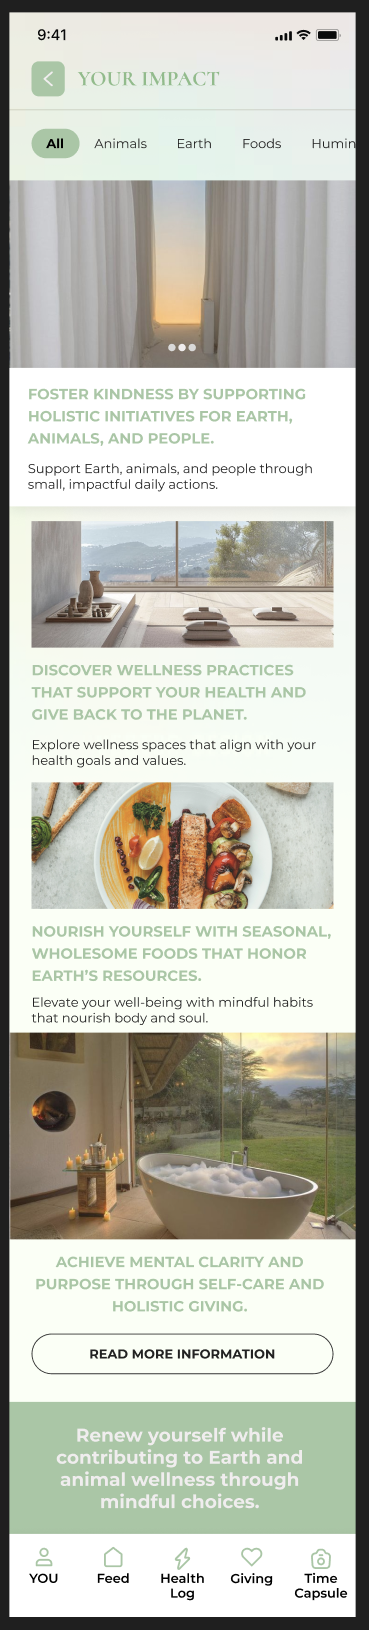 9:41
YOUR IMPACT
All Animals Earth Foods Humin
FOSTER KINDNESS BY SUPPORTING
HOLISTIC INITIATIVES FOR EARTH,
ANIMALS, AND PEOPLE.
Support Earth, animals, and people through
small, impactful daily actions.
DISCOVER WELLNESS PRACTICES
THAT SUPPORT YOUR HEALTH AND
GIVE BACK TO THE PLANET.
Explore wellness spaces that align with your
health goals and values.
NOURISH YOURSELF WITH SEASONAL,
WHOLESOME FOODS THAT HONOR
EARTH’S RESOURCES.
Elevate your well-being with mindful habits
that nourish body and soul.
ACHIEVE MENTAL CLARITY AND
PURPOSE THROUGH SELF-CARE AND
HOLISTIC GIVING.
READ MORE INFORMATION
Renew yourself while
contributing to Earth and
animal wellness through
mindful choices.
YOU Feed Health Giving Time
Log Capsule